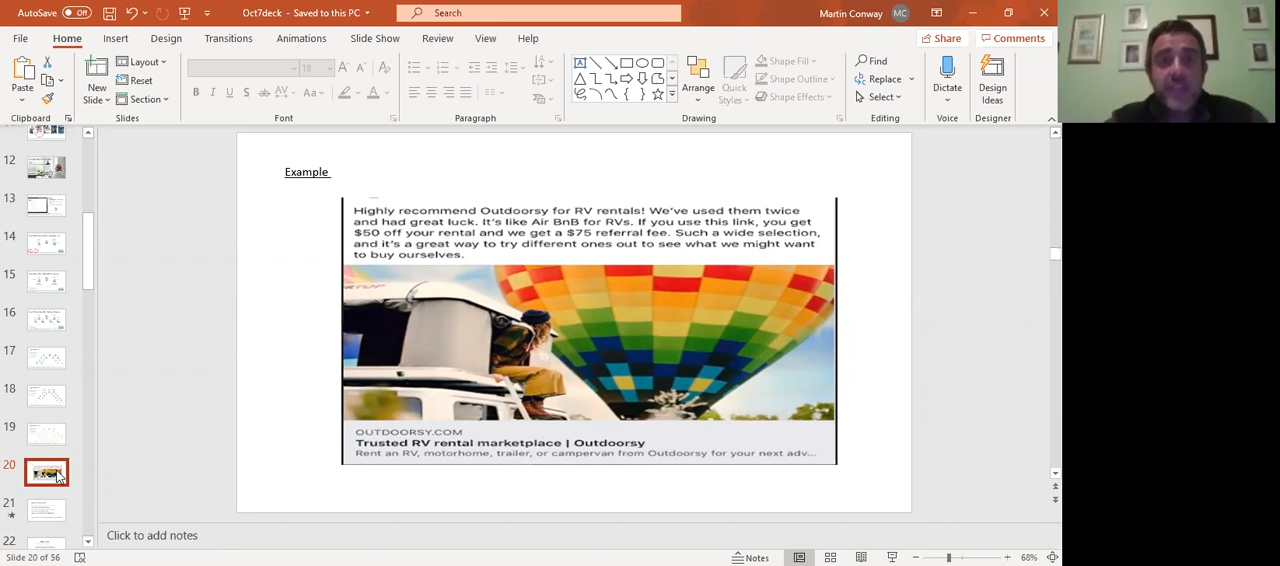 AutoSave Off Oct7deck - Saved to this PC Search Martin Conway MC
File Home Insert Design Transitions Animations Slide Show Review View Help Share Comments
Paste New Slide Layout Reset Section 18 Shape Fill Shape Outline Shape Effects Arrange Quick Styles Find Replace Select Dictate Design Ideas
Clipboard Slides Font Paragraph Drawing Editing Voice Designer
12
13
14
15
16
17
18
19
20
21
22
Example
Highly recommend Outdoorsy for RV rentals! We've used them twice
and had great luck. It's like Air BnB for RVs. If you use this link, you get
$50 off your rental and we get a $75 referral fee. Such a wide selection,
and it's a great way to try different ones out to see what we might want
to buy ourselves.
OUTDOORSY.COM
Trusted RV rental marketplace | Outdoorsy
Rent an RV, motorhome, trailer, or campervan from Outdoorsy for your next adv...
Click to add notes
Slide 20 of 56 Notes 68%